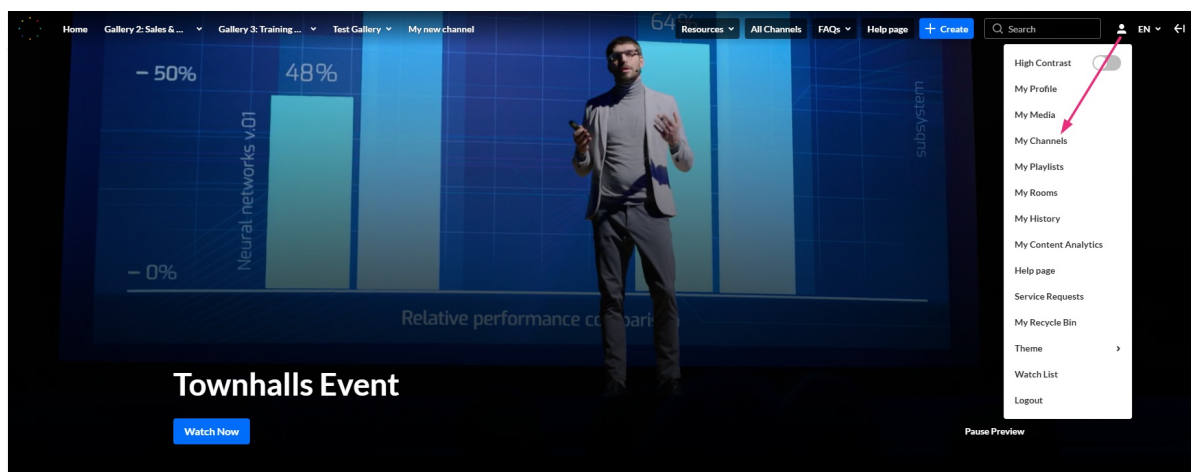 Home Gallery 2: Sales & ... Gallery 3: Training ... Test Gallery My new channel Resources All Channels FAQs Help page + Create Search EN
64%
High Contrast
– 50% 48%
My Profile
subsystem
My Media
Neural networks v.01
My Channels
My Playlists
My Rooms
My History
My Content Analytics
– 0%
Help page
Service Requests
Relative performance
My Recycle Bin
Theme
Townhalls Event
Watch List
Logout
Watch Now
Pause Preview